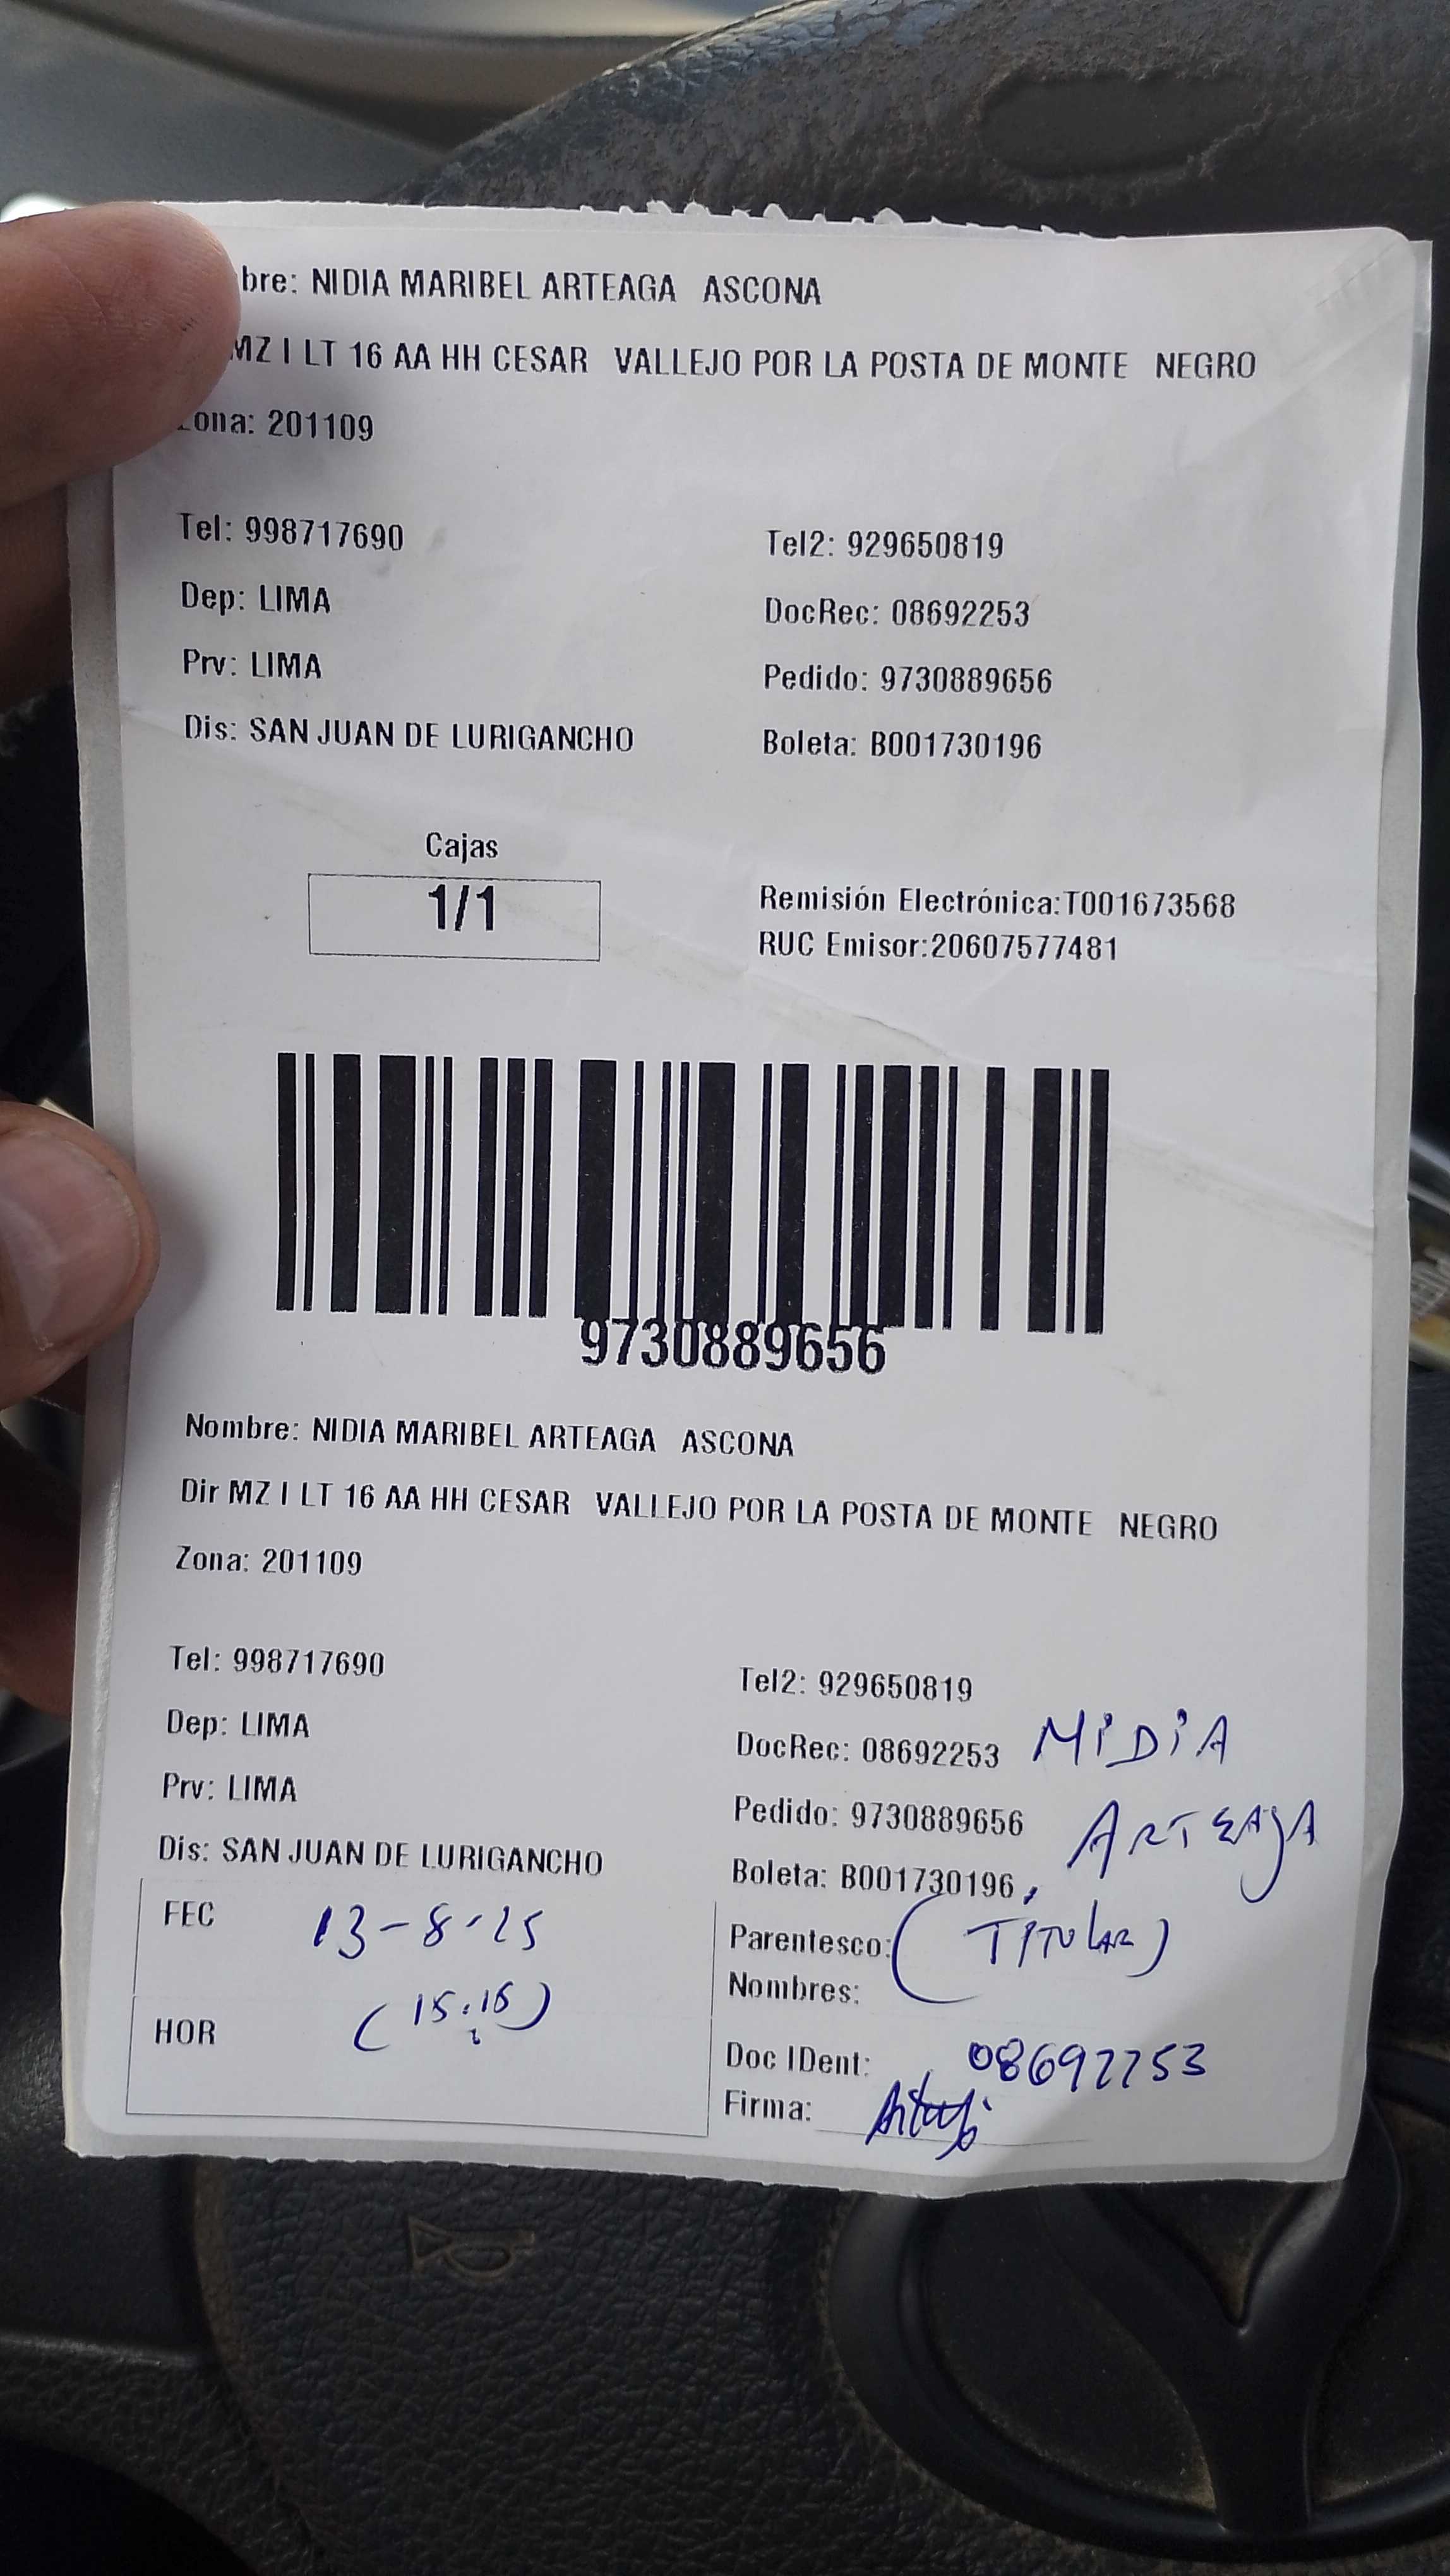 bre: NIDIA MARIBEL ARTEAGA ASCONA
MZ I LT 16 AA HH CESAR VALLEJO POR LA POSTA DE MONTE NEGRO
Zona: 201109
Tel: 998717690 Tel2: 929650819
Dep: LIMA DocRec: 08692253
Prv: LIMA Pedido: 9730889656
Dis: SAN JUAN DE LURIGANCHO Boleta: B001730196
Cajas
1/1
Remisión Electrónica:T001673568
RUC Emisor:20607577481
9730889656
Nombre: NIDIA MARIBEL ARTEAGA ASCONA
Dir MZ I LT 16 AA HH CESAR VALLEJO POR LA POSTA DE MONTE NEGRO
Zona: 201109
Tel: 998717690 Tel2: 929650819
Dep: LIMA DocRec: 08692253 NIDIA
Prv: LIMA Pedido: 9730889656 ARTEAgA
Dis: SAN JUAN DE LURIGANCHO Boleta: B001730196
FEC 13-8-25 Parentesco: (TITULAR)
Nombres:
HOR (15:15) Doc IDent: 08692253
Firma: